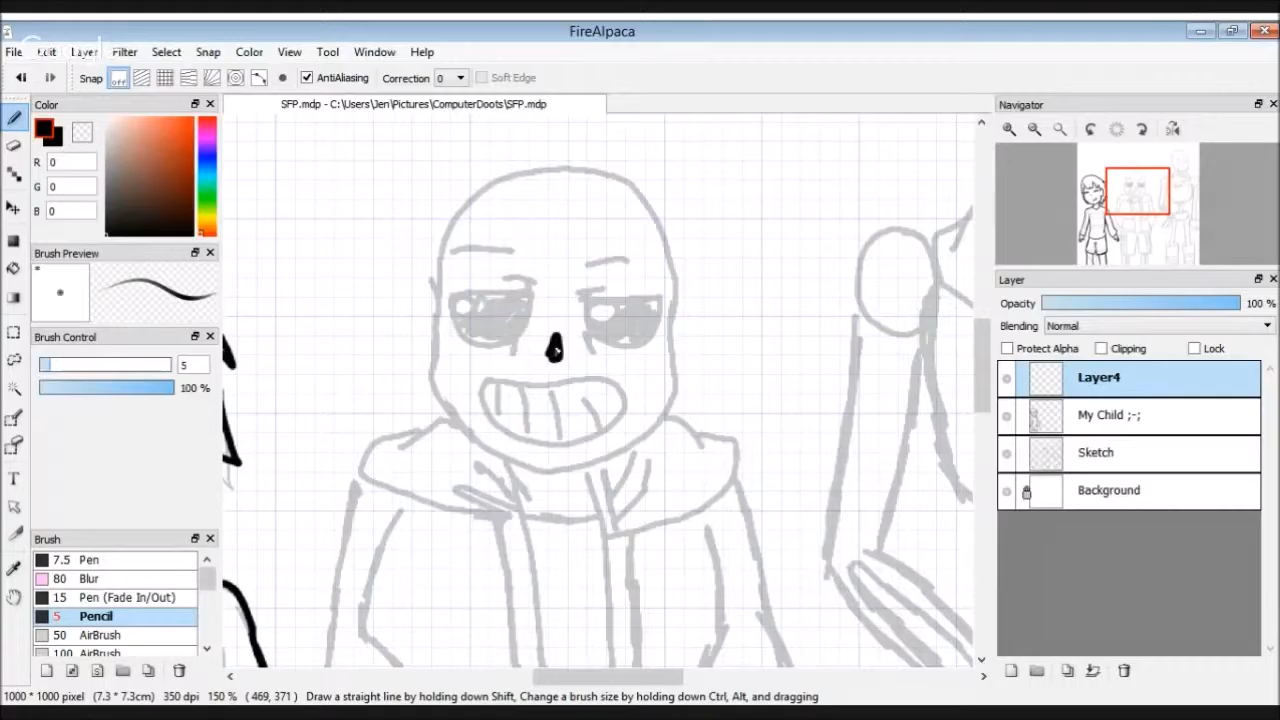 FireAlpaca
File Edit Layer Filter Select Snap Color View Tool Window Help
Snap off AntiAliasing Correction 0 Soft Edge
Color
SFP.mdp - C:\Users\Jen\Pictures\ComputerDoots\SFP.mdp
Navigator
R 0
G 0
B 0
Brush Preview
*
Layer
Opacity 100 %
Blending Normal
Brush Control
Protect Alpha Clipping Lock
5
100 %
Layer4
My Child ;-;
Sketch
Background
Brush
7.5 Pen
80 Blur
15 Pen (Fade In/Out)
5 Pencil
50 AirBrush
100 AirBrush
1000 * 1000 pixel (7.3 * 7.3cm) 350 dpi 150 % ( 469, 371 ) Draw a straight line by holding down Shift, Change a brush size by holding down Ctrl, Alt, and dragging